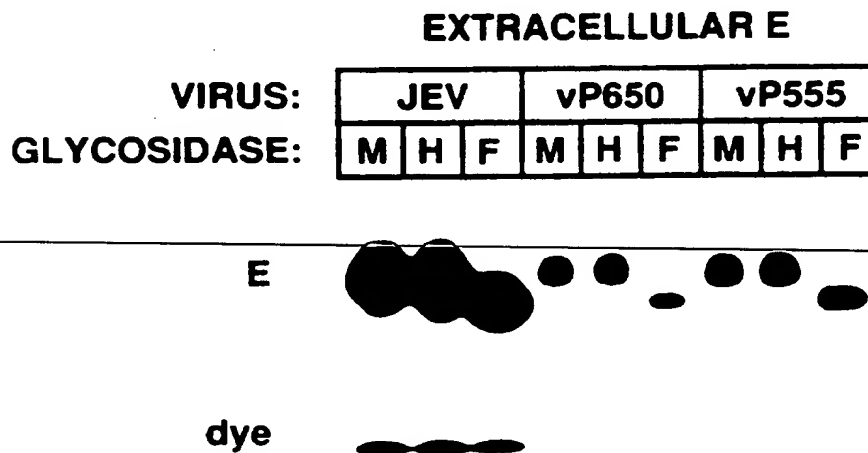 EXTRACELLULAR E
VIRUS: JEV vP650 vP555
GLYCOSIDASE: M H F M H F M H F
E
dye